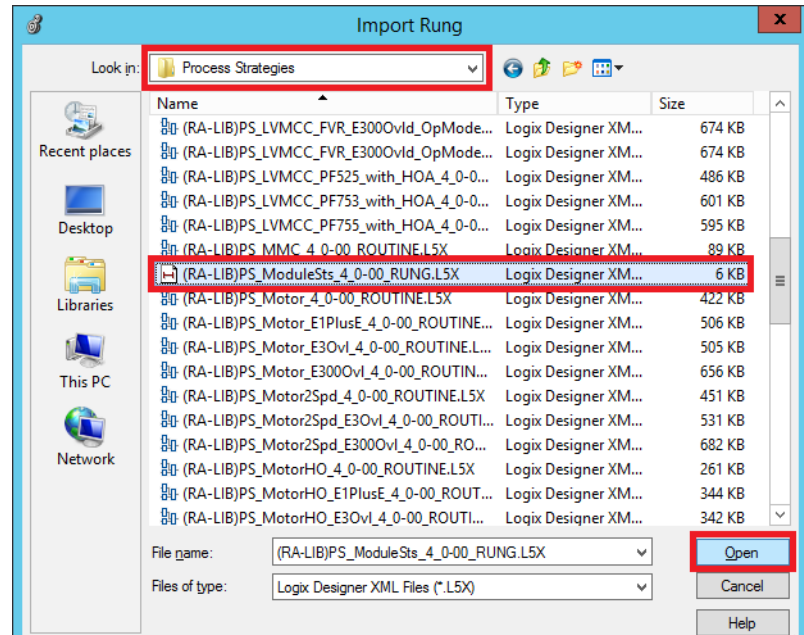 Import Rung
x
Look in: Process Strategies
Name Type Size
Recent places
Desktop
Libraries
This PC
Network
(RA-LIB)PS_LVMCC_FVR_E300Ovld_OpMode... Logix Designer XM... 674 KB
(RA-LIB)PS_LVMCC_FVR_E300Ovld_OpMode... Logix Designer XM... 674 KB
(RA-LIB)PS_LVMCC_PF525_with_HOA_4_0-0... Logix Designer XM... 486 KB
(RA-LIB)PS_LVMCC_PF753_with_HOA_4_0-0... Logix Designer XM... 601 KB
(RA-LIB)PS_LVMCC_PF755_with_HOA_4_0-0... Logix Designer XM... 595 KB
(RA-LIB)PS_MMC_4_0-00_ROUTINE.L5X Logix Designer XM... 89 KB
(RA-LIB)PS_ModuleSts_4_0-00_RUNG.L5X Logix Designer XM... 6 KB
(RA-LIB)PS_Motor_4_0-00_ROUTINE.L5X Logix Designer XM... 422 KB
(RA-LIB)PS_Motor_E1PlusE_4_0-00_ROUTINE... Logix Designer XM... 506 KB
(RA-LIB)PS_Motor_E3Ovl_4_0-00_ROUTINE.L... Logix Designer XM... 505 KB
(RA-LIB)PS_Motor_E300Ovl_4_0-00_ROUTIN... Logix Designer XM... 656 KB
(RA-LIB)PS_Motor2Spd_4_0-00_ROUTINE.L5X Logix Designer XM... 451 KB
(RA-LIB)PS_Motor2Spd_E3Ovl_4_0-00_ROUTI... Logix Designer XM... 531 KB
(RA-LIB)PS_Motor2Spd_E300Ovl_4_0-00_RO... Logix Designer XM... 682 KB
(RA-LIB)PS_MotorHO_4_0-00_ROUTINE.L5X Logix Designer XM... 261 KB
(RA-LIB)PS_MotorHO_E1PlusE_4_0-00_ROUT... Logix Designer XM... 344 KB
(RA-LIB)PS_MotorHO_E3Ovl_4_0-00_ROUTI... Logix Designer XM... 342 KB
File name: (RA-LIB)PS_ModuleSts_4_0-00_RUNG.L5X Open
Files of type: Logix Designer XML Files (*.L5X) Cancel
Help